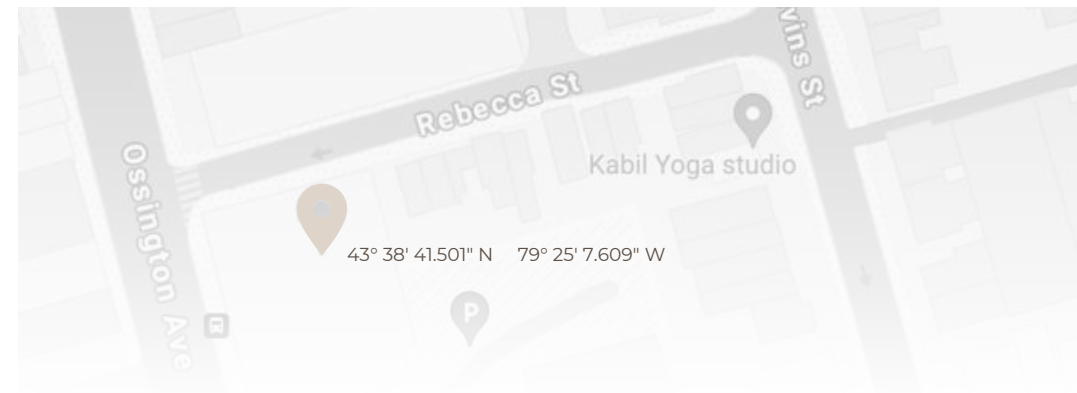 vins St
Rebecca St
Ossington Ave
Kabil Yoga studio
43° 38' 41.501" N 79° 25' 7.609" W
P